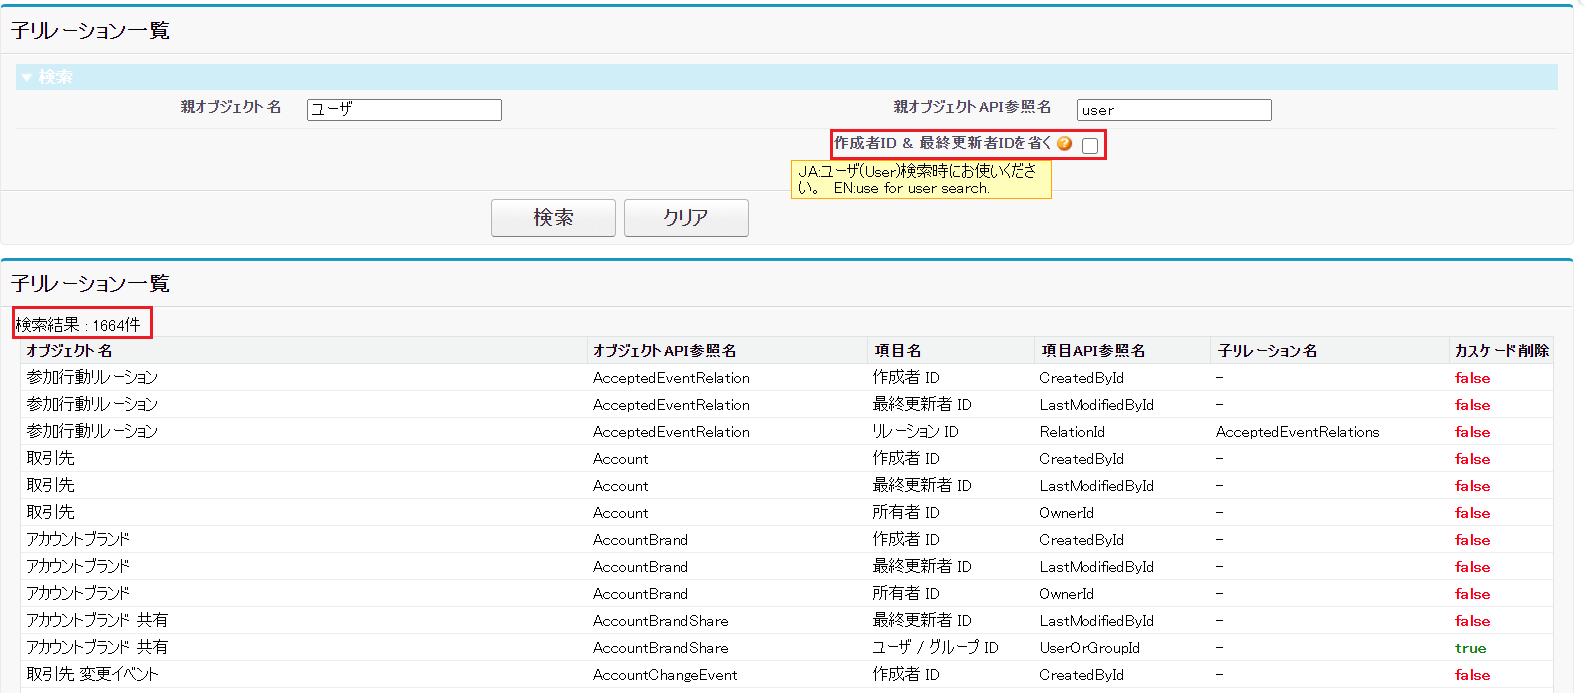 子リレーション一覧
▼ 検索
親オブジェクト名 ユーザ 親オブジェクトAPI参照名 user
作成者ID & 最終更新者IDを省く ?
JA:ユーザ(User)検索時にお使いくださ
い。 EN:use for user search.
検索 クリア
子リレーション一覧
検索結果 : 1664件
オブジェクト名 オブジェクトAPI参照名 項目名 項目API参照名 子リレーション名 カスケード削除
参加行動リレーション AcceptedEventRelation 作成者 ID CreatedById - false
参加行動リレーション AcceptedEventRelation 最終更新者 ID LastModifiedById - false
参加行動リレーション AcceptedEventRelation リレーション ID RelationId AcceptedEventRelations false
取引先 Account 作成者 ID CreatedById - false
取引先 Account 最終更新者 ID LastModifiedById - false
取引先 Account 所有者 ID OwnerId - false
アカウントブランド AccountBrand 作成者 ID CreatedById - false
アカウントブランド AccountBrand 最終更新者 ID LastModifiedById - false
アカウントブランド AccountBrand 所有者 ID OwnerId - false
アカウントブランド 共有 AccountBrandShare 最終更新者 ID LastModifiedById - false
アカウントブランド 共有 AccountBrandShare ユーザ / グループ ID UserOrGroupId - true
取引先 変更イベント AccountChangeEvent 作成者 ID CreatedById - false